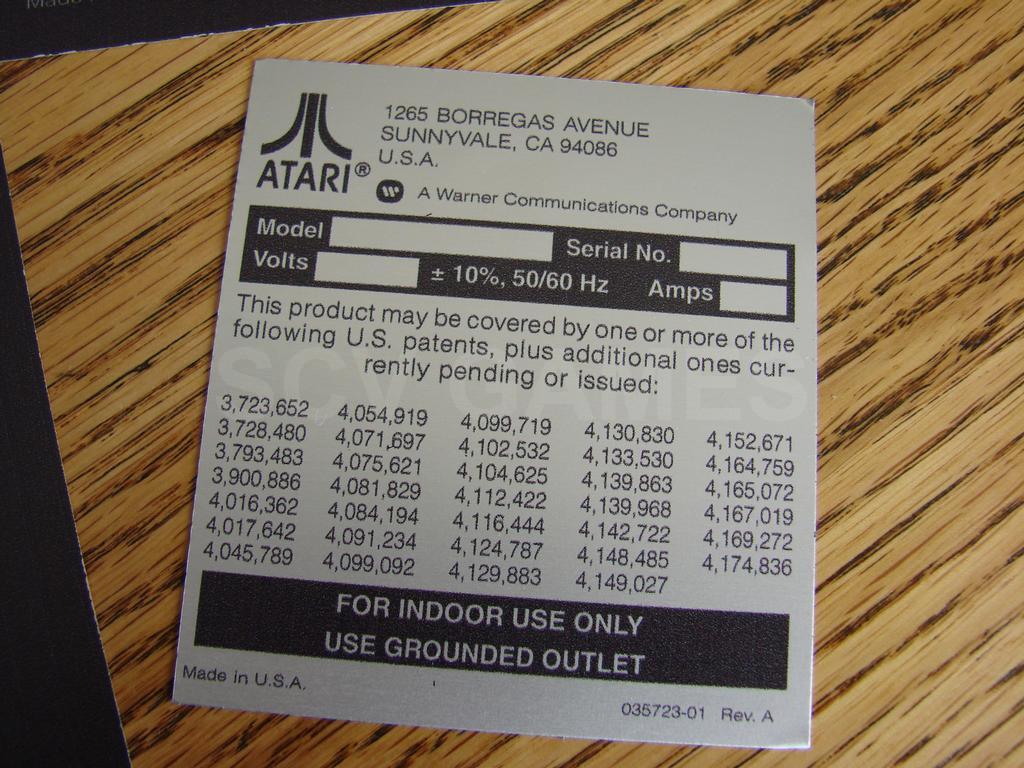 Made
ATARI®
1265 BORREGAS AVENUE
SUNNYVALE, CA 94086
U.S.A.
A Warner Communications Company
Model Serial No.
Volts ± 10%, 50/60 Hz Amps
This product may be covered by one or more of the
following U.S. patents, plus additional ones cur-
rently pending or issued:
SCV GAMES
3,723,652 4,054,919 4,099,719 4,130,830 4,152,671
3,728,480 4,071,697 4,102,532 4,133,530 4,164,759
3,793,483 4,075,621 4,104,625 4,139,863 4,165,072
3,900,886 4,081,829 4,112,422 4,139,968 4,167,019
4,016,362 4,084,194 4,116,444 4,142,722 4,169,272
4,017,642 4,091,234 4,124,787 4,148,485 4,174,836
4,045,789 4,099,092 4,129,883 4,149,027
FOR INDOOR USE ONLY
USE GROUNDED OUTLET
Made in U.S.A.
035723-01 Rev. A